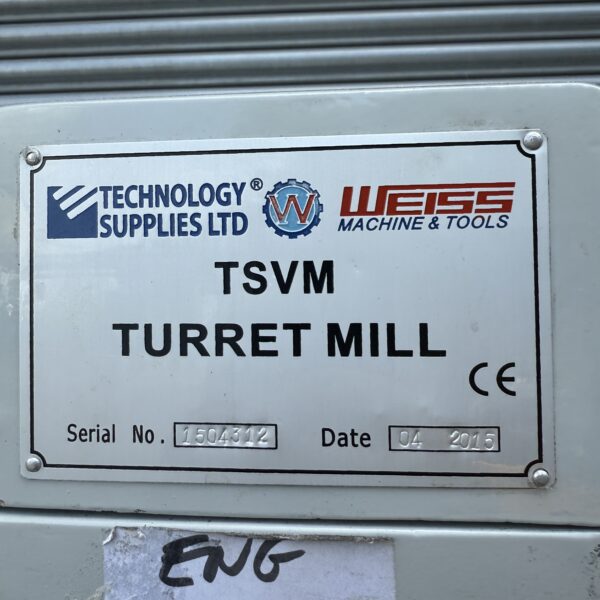 TECHNOLOGY SUPPLIES LTD®
W
WEISS
MACHINE & TOOLS
TSVM
TURRET MILL
CE
Serial No. 1504312 Date 04 2015
ENG